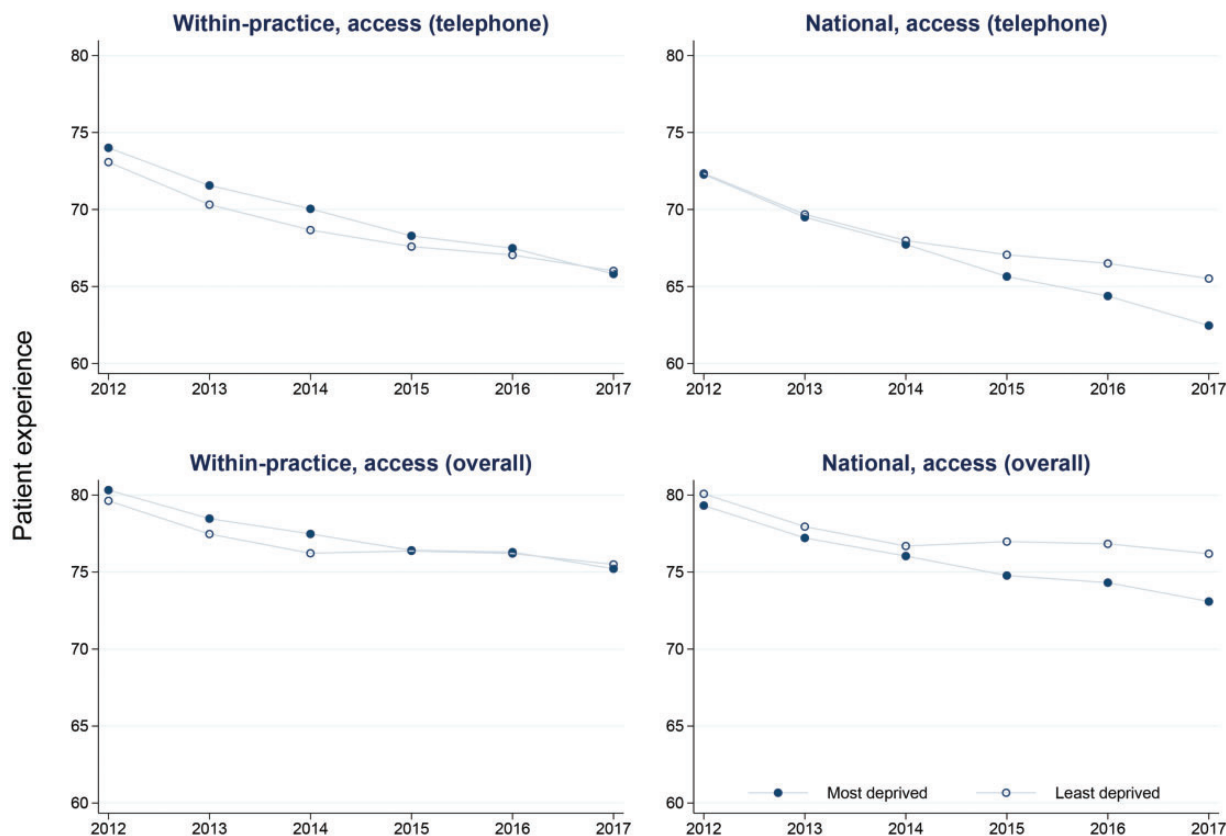 Within-practice, access (telephone)
80
75
70
65
60
2012 2013 2014 2015 2016 2017
National, access (telephone)
80
75
70
65
60
2012 2013 2014 2015 2016 2017
Patient experience
Within-practice, access (overall)
80
75
70
65
60
2012 2013 2014 2015 2016 2017
National, access (overall)
80
75
70
65
60
Most deprived Least deprived
2012 2013 2014 2015 2016 2017